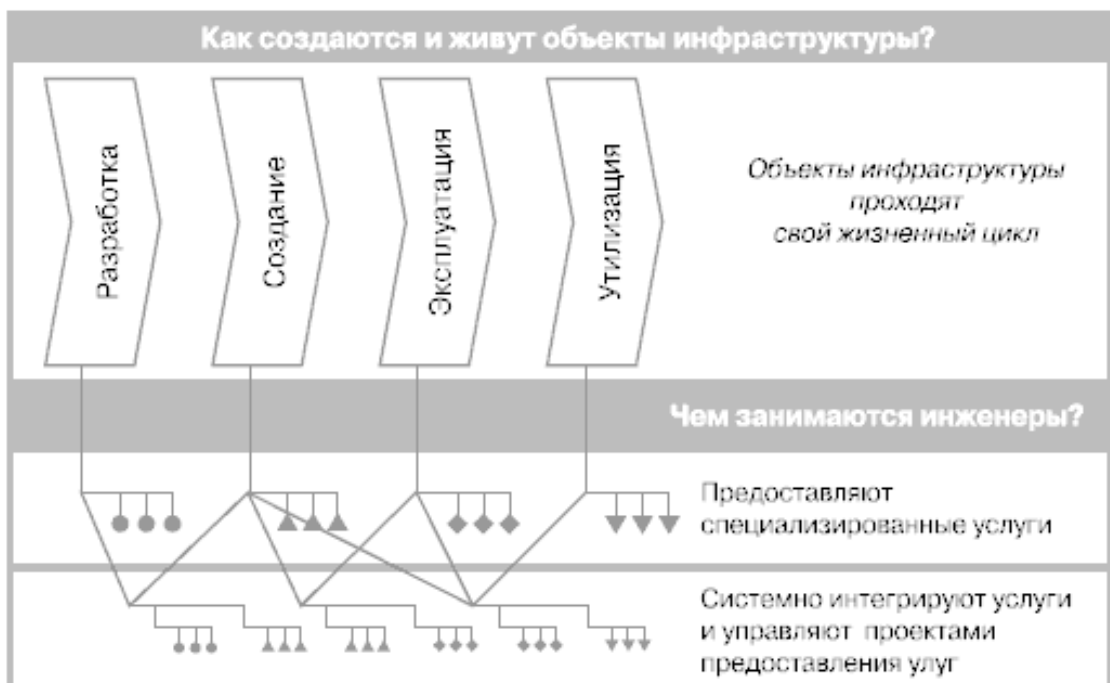 Как создаются и живут объекты инфраструктуры?
Разработка
Создание
Эксплуатация
Утилизация
Объекты инфраструктуры
проходят
свой жизненный цикл
Чем занимаются инженеры?
Предоставляют
специализированные услуги
Системно интегрируют услуги
и управляют проектами
предоставления улуг